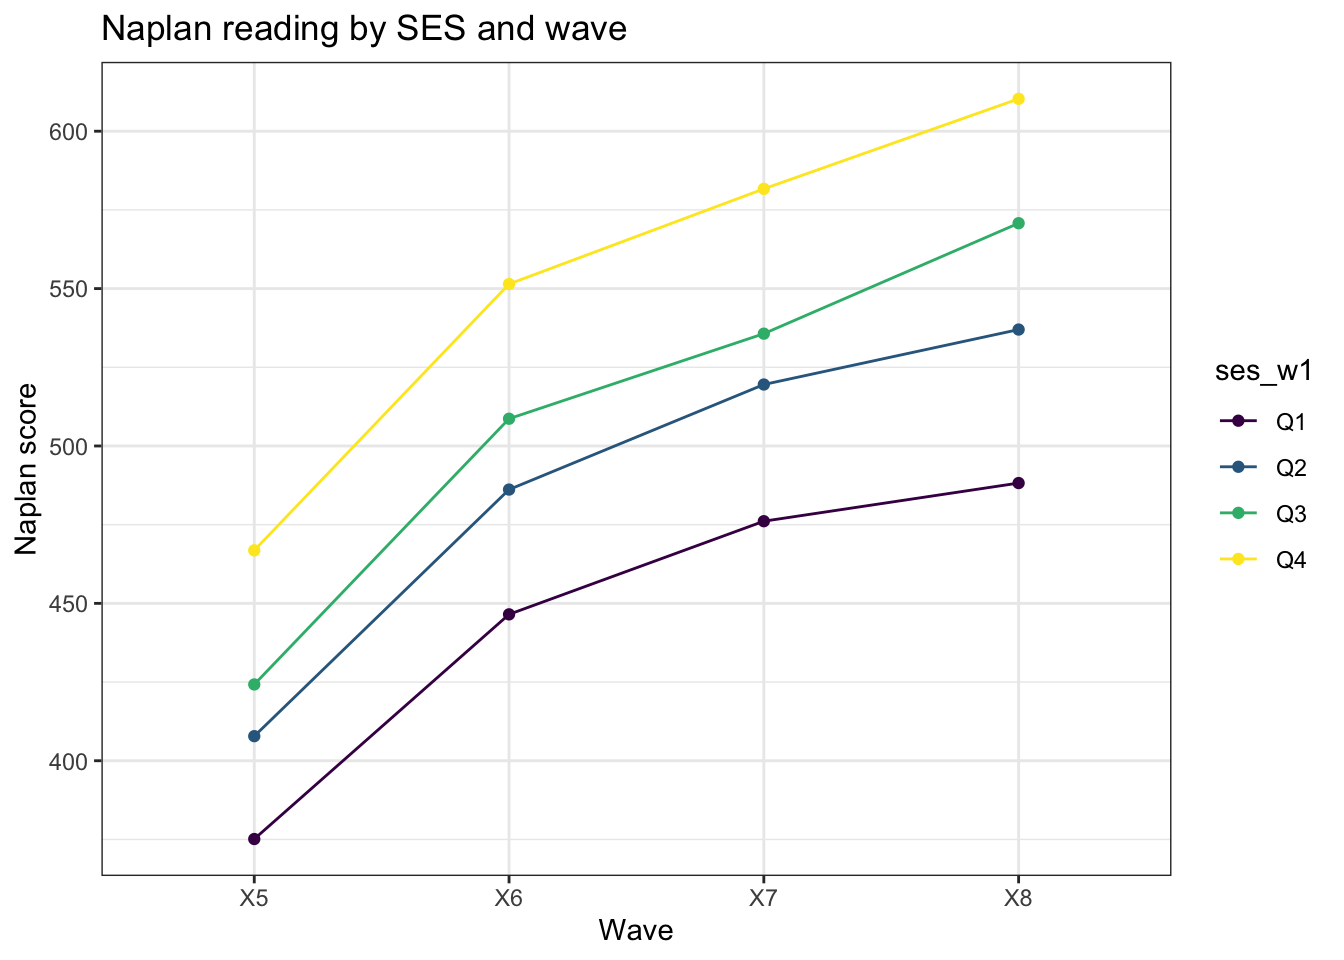 Naplan reading by SES and wave
Naplan score
600
550
500
450
400
X5 X6 X7 X8
Wave
ses_w1
Q1
Q2
Q3
Q4